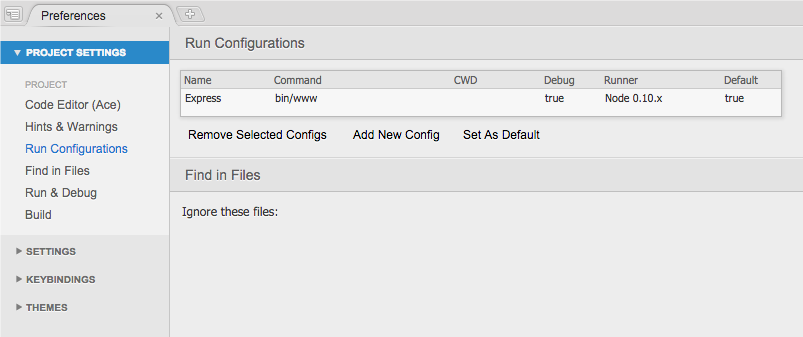 Preferences
PROJECT SETTINGS
PROJECT
Code Editor (Ace)
Hints & Warnings
Run Configurations
Find in Files
Run & Debug
Build
SETTINGS
KEYBINDINGS
THEMES
Run Configurations
Name Command CWD Debug Runner Default
Express bin/www true Node 0.10.x true
Remove Selected Configs Add New Config Set As Default
Find in Files
Ignore these files: